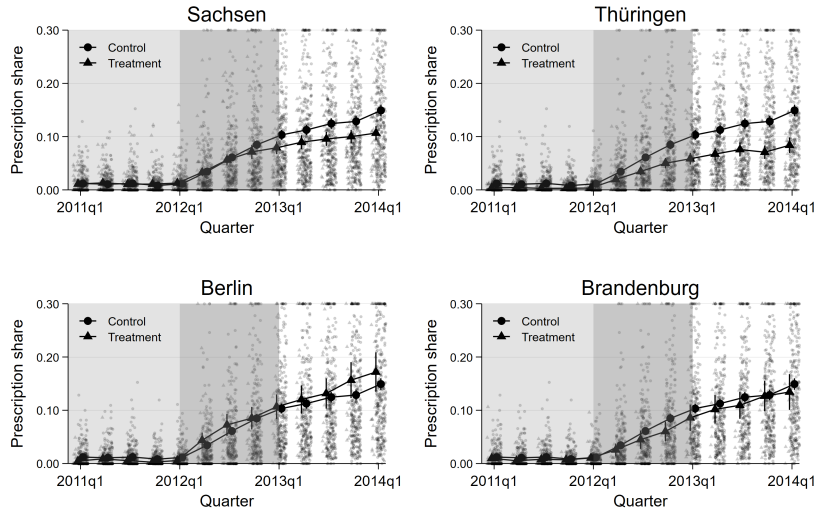 Sachsen
Prescription share
0.30
0.20
0.10
0.00
Control
Treatment
2011q1 2012q1 2013q1 2014q1
Quarter
Thüringen
Prescription share
0.30
0.20
0.10
0.00
Control
Treatment
2011q1 2012q1 2013q1 2014q1
Quarter
Berlin
Prescription share
0.30
0.20
0.10
0.00
Control
Treatment
2011q1 2012q1 2013q1 2014q1
Quarter
Brandenburg
Prescription share
0.30
0.20
0.10
0.00
Control
Treatment
2011q1 2012q1 2013q1 2014q1
Quarter